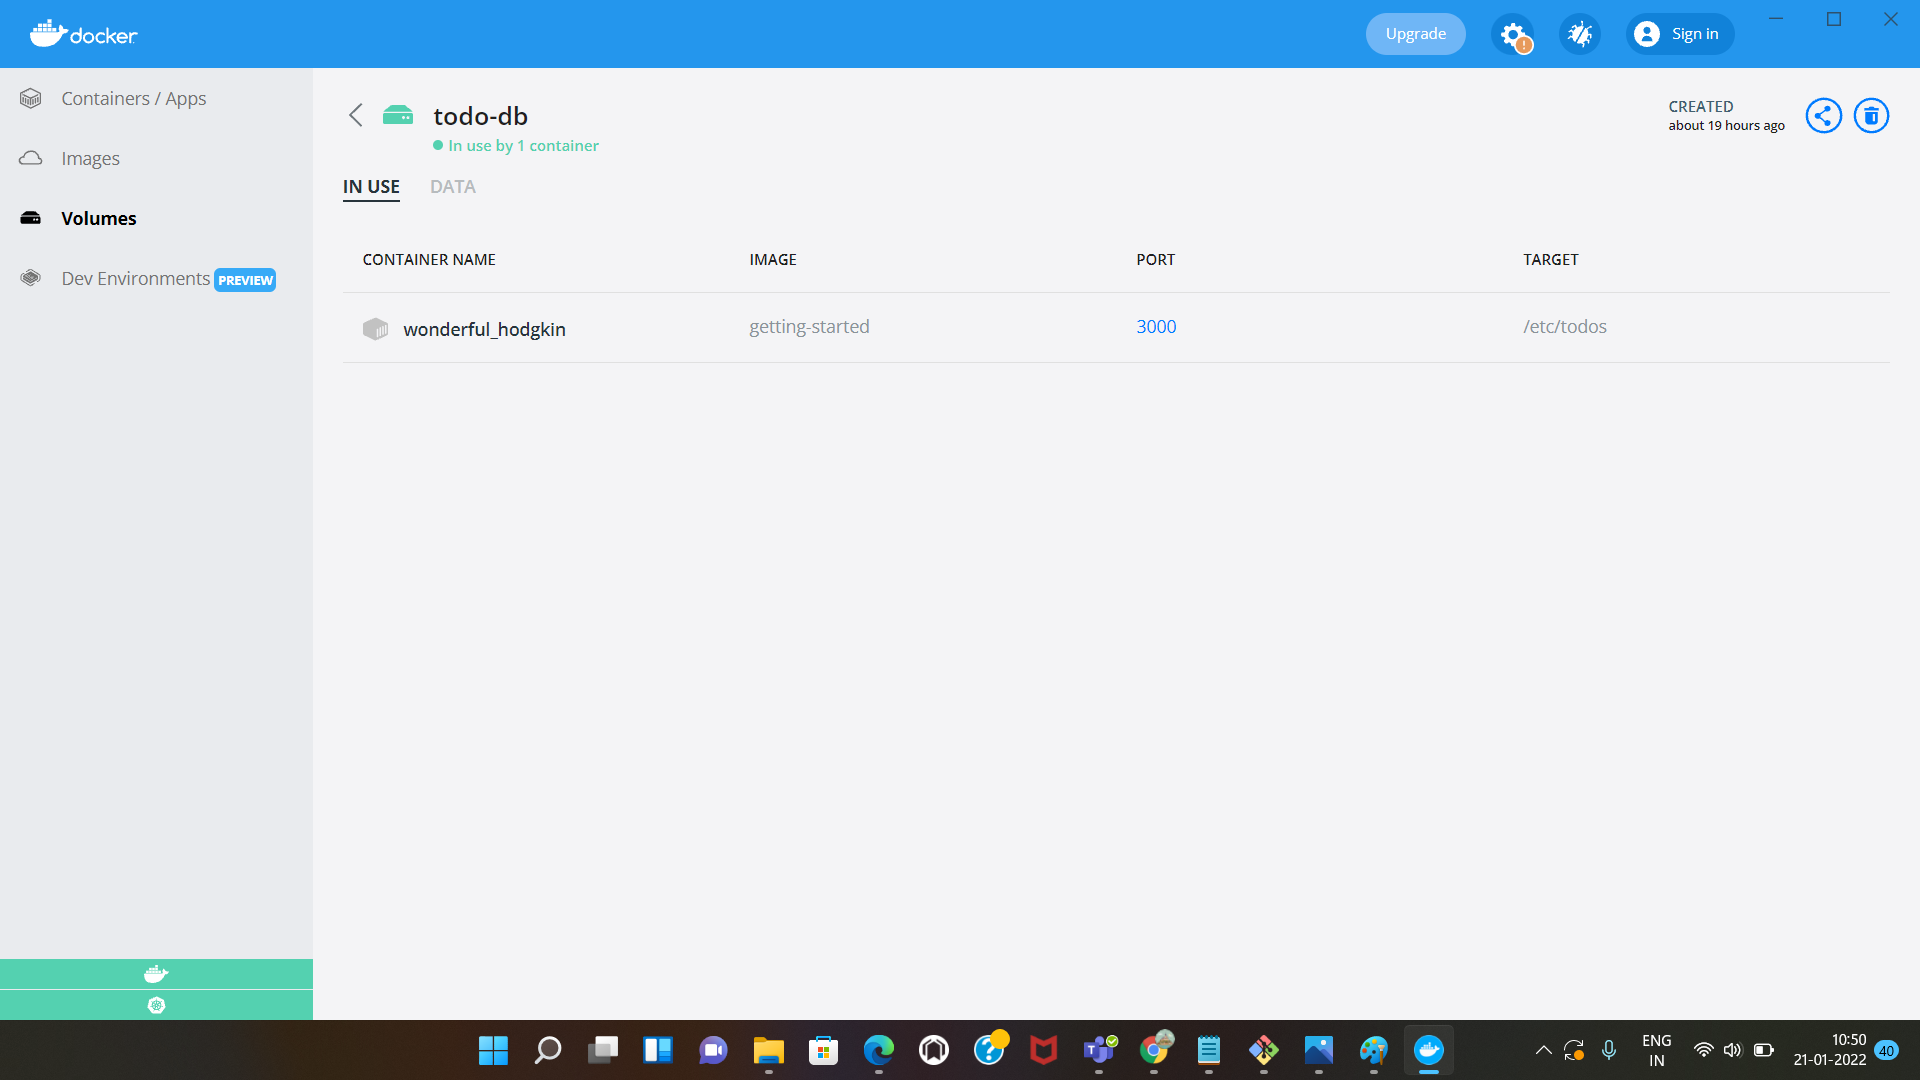 docker
Upgrade
!
Sign in
Containers / Apps
Images
Volumes
Dev Environments PREVIEW
todo-db
In use by 1 container
CREATED
about 19 hours ago
IN USE DATA
CONTAINER NAME IMAGE PORT TARGET
wonderful_hodgkin getting-started 3000 /etc/todos
ENG
IN
10:50
21-01-2022
40